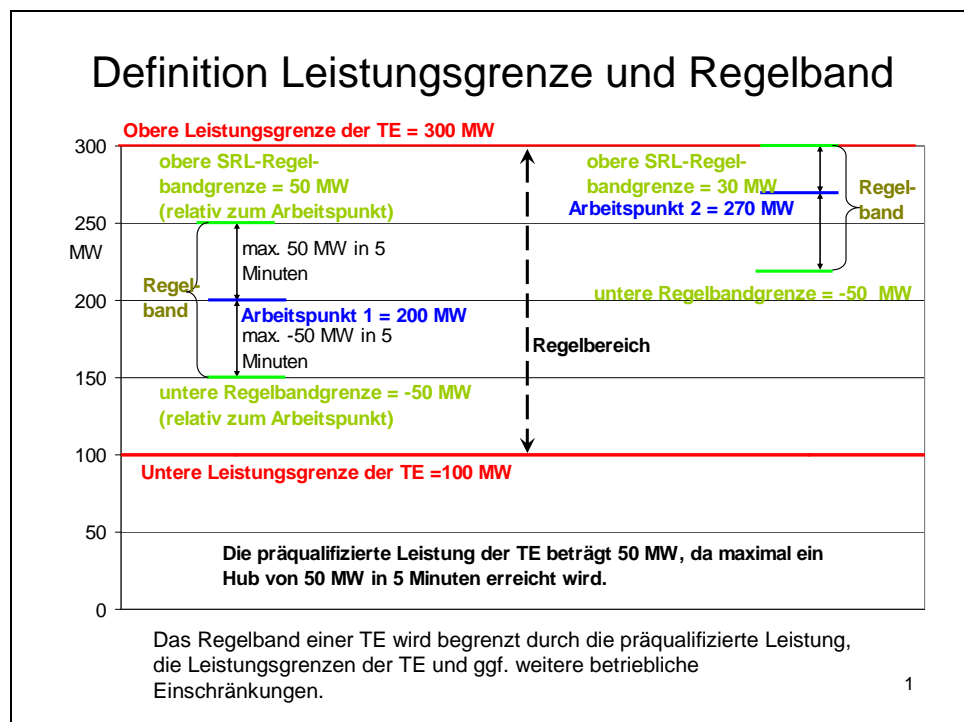 Definition Leistungsgrenze und Regelband
Obere Leistungsgrenze der TE = 300 MW
300
250
MW
200
150
100
50
0
obere SRL-Regel-
bandgrenze = 50 MW
(relativ zum Arbeitspunkt)
max. 50 MW in 5
Minuten
Regel-
band
Arbeitspunkt 1 = 200 MW
max. -50 MW in 5
Minuten
untere Regelbandgrenze = -50 MW
(relativ zum Arbeitspunkt)
Regelbereich
obere SRL-Regel-
bandgrenze = 30 MW
Arbeitspunkt 2 = 270 MW
Regel-
band
untere Regelbandgrenze = -50 MW
Untere Leistungsgrenze der TE =100 MW
Die präqualifizierte Leistung der TE beträgt 50 MW, da maximal ein
Hub von 50 MW in 5 Minuten erreicht wird.
Das Regelband einer TE wird begrenzt durch die präqualifizierte Leistung,
die Leistungsgrenzen der TE und ggf. weitere betriebliche
Einschränkungen.
1